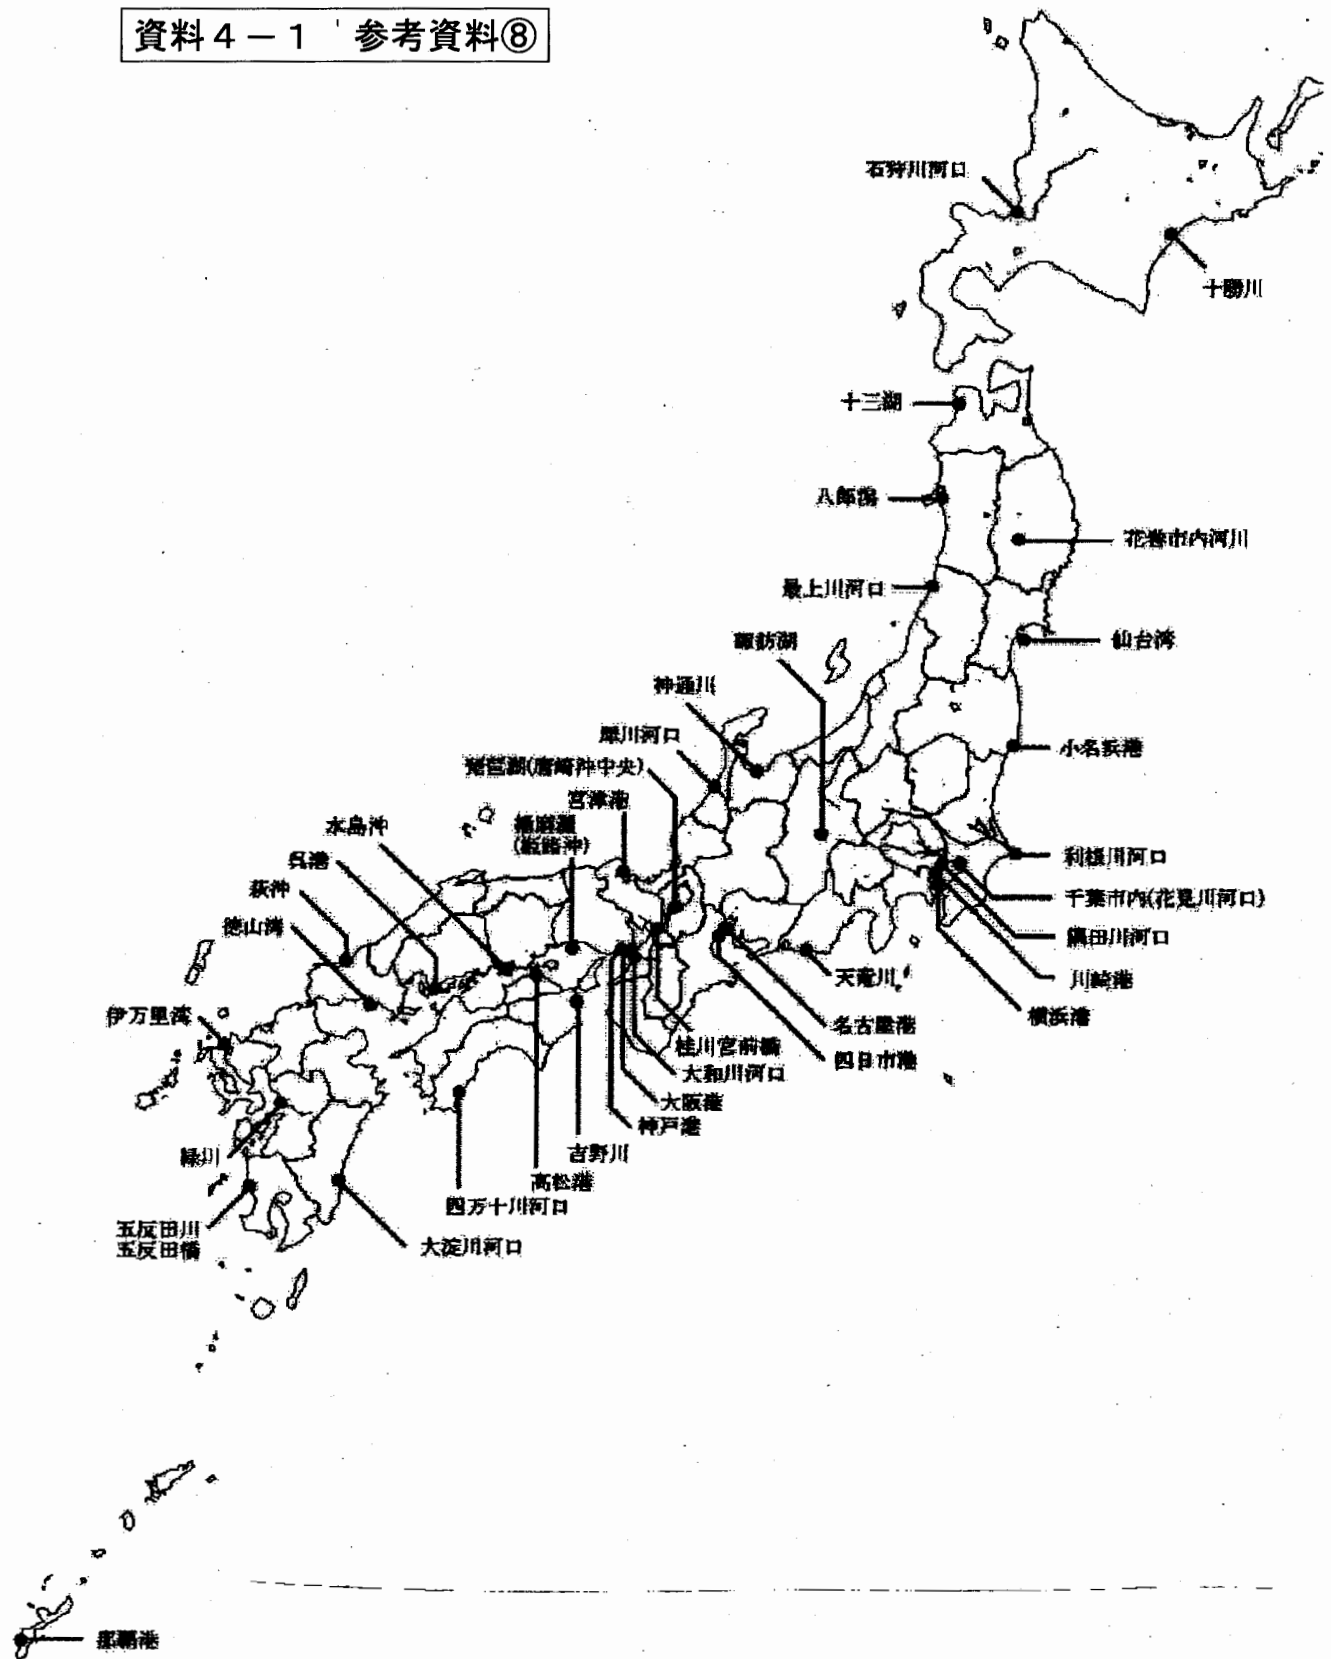 資料４－１　参考資料⑧
石狩川河口
十勝川
十三湖
八郎潟
花巻市内河川
最上川河口
仙台湾
諏訪湖
神通川
犀川河口
小名浜港
琵琶湖(唐崎沖中央)
宮津港
水島沖
播磨灘
(姫路沖)
呉港
利根川河口
萩沖
千葉市内(花見川河口)
徳山湾
隅田川河口
天竜川
川崎港
伊万里湾
横浜港
名古屋港
桂川宮前橋
四日市港
大和川河口
大阪港
神戸港
緑川
吉野川
高松港
四万十川河口
五反田川
五反田橋
大淀川河口
那覇港